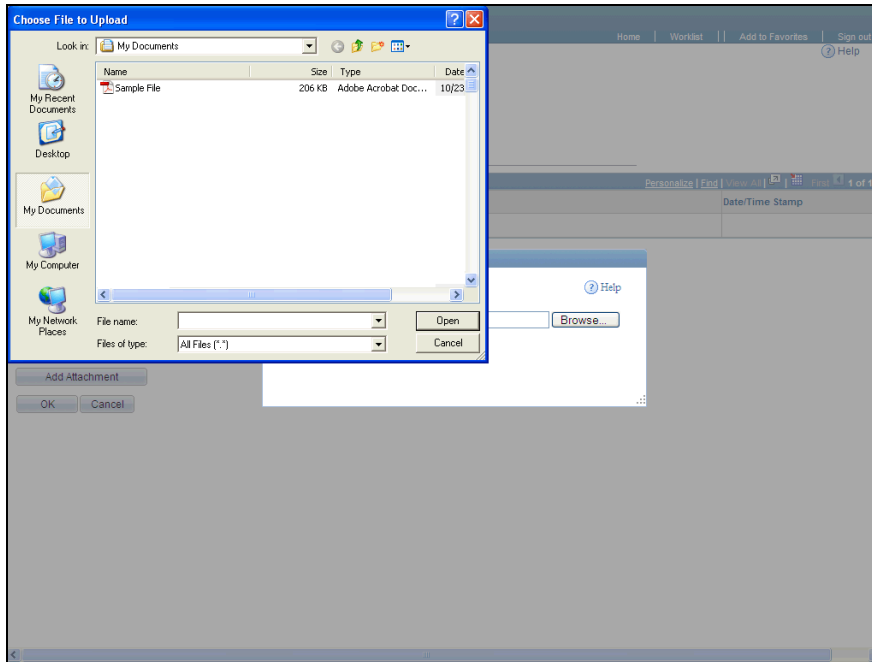 Choose File to Upload
Home | Worklist || Add to Favorites | Sign out
Look in: My Documents
Help
Name Size Type Date
Sample File 206 KB Adobe Acrobat Doc... 10/23
My Recent
Documents
Desktop
My Documents
My Computer
My Network
Places
Personalize | Find | View All | | First 1 of 1
Date/Time Stamp
Help
File name: Open
Browse...
Files of type: All Files (*.*) Cancel
Add Attachment
OK Cancel